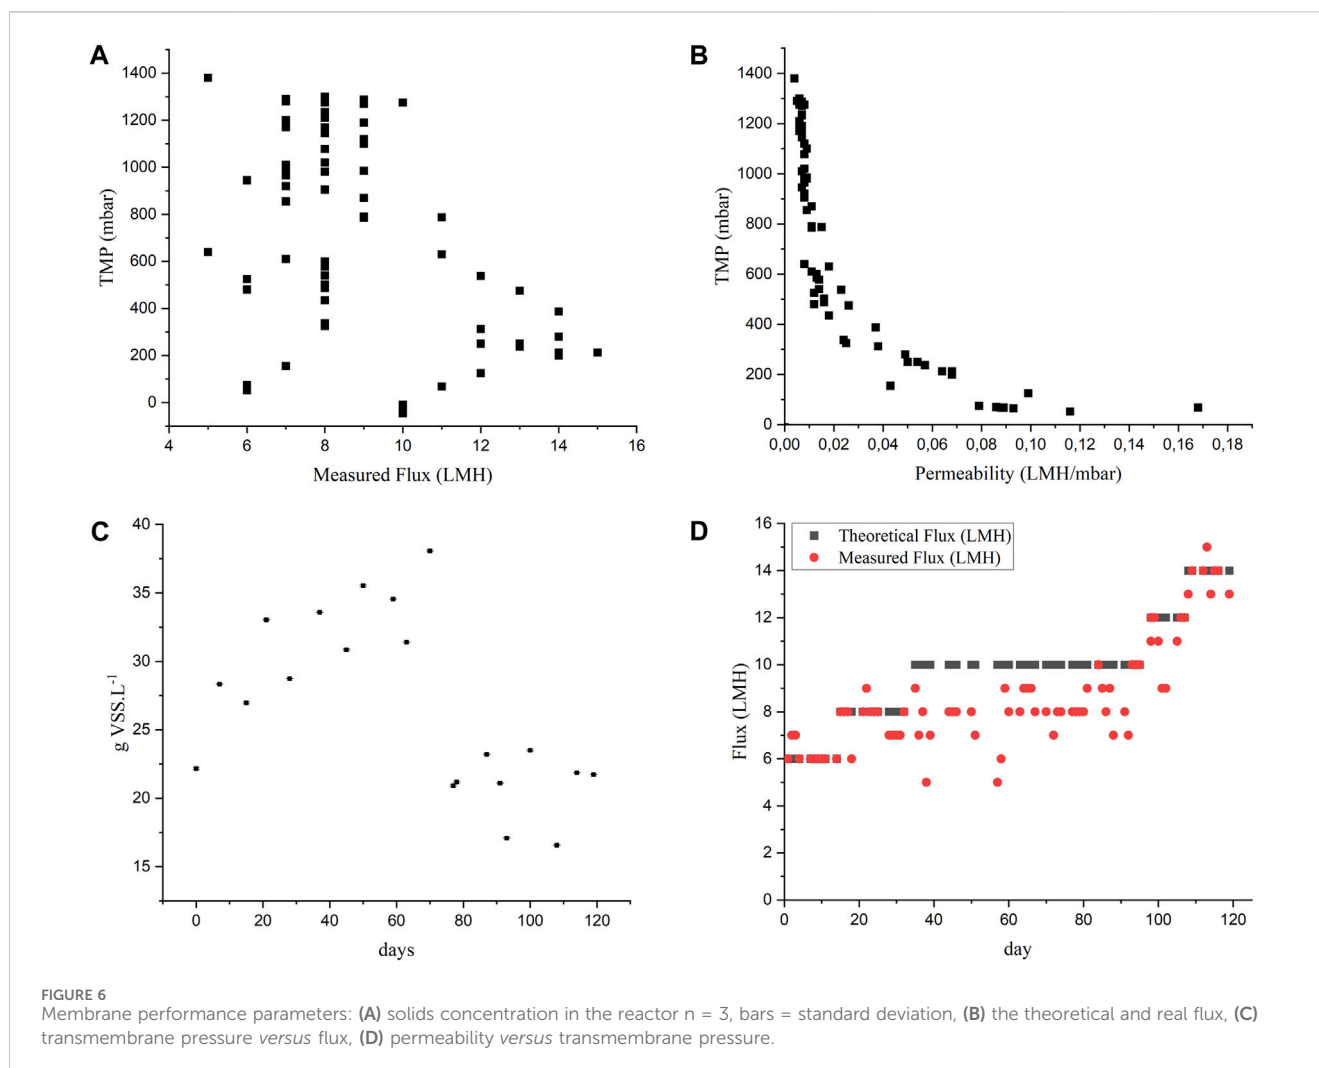 A
1400
1200
1000
800
600
400
200
0
TMP (mbar)
4 6 8 10 12 14 16
Measured Flux (LMH)
B
1400
1200
1000
800
600
400
200
0
TMP (mbar)
0,00 0,02 0,04 0,06 0,08 0,10 0,12 0,14 0,16 0,18
Permeability (LMH/mbar)
C
40
35
30
25
20
15
g VSS.L-1
0 20 40 60 80 100 120
days
D
16
14
12
10
8
6
4
2
0
Flux (LMH)
Theoretical Flux (LMH)
Measured Flux (LMH)
0 20 40 60 80 100 120
day
FIGURE 6
Membrane performance parameters: (A) solids concentration in the reactor n = 3, bars = standard deviation, (B) the theoretical and real flux, (C)
transmembrane pressure versus flux, (D) permeability versus transmembrane pressure.